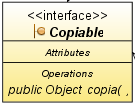 <<interface>>
Copiable
Attributes
Operations
public Object copia( ,